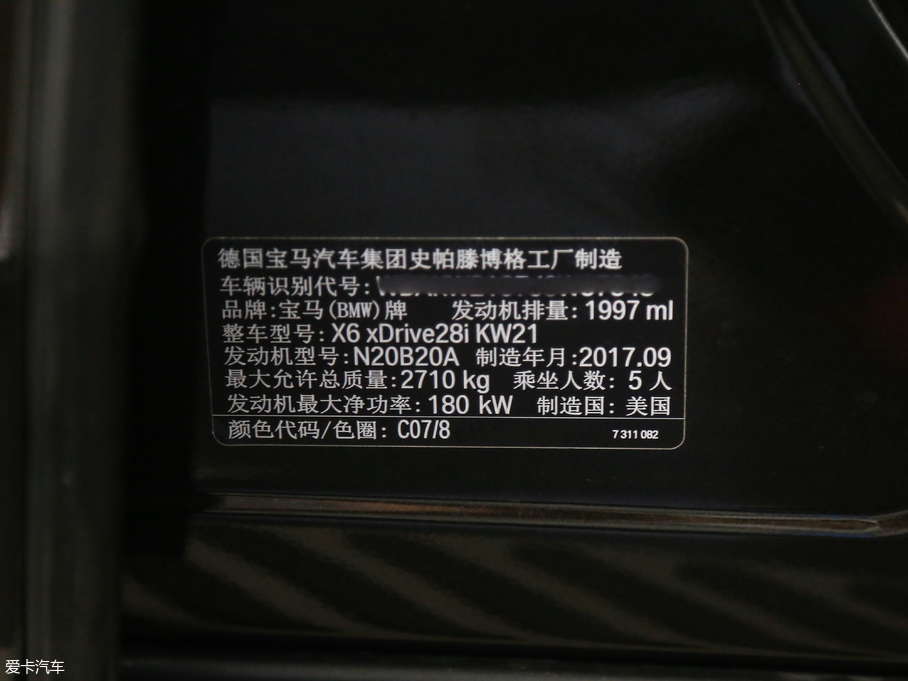 德国宝马汽车集团史帕滕博格工厂制造
车辆识别代号:
品牌:宝马(BMW)牌 发动机排量: 1997 ml
整车型号: X6 xDrive28i KW21
发动机型号: N20B20A 制造年月: 2017.09
最大允许总质量: 2710 kg 乘坐人数: 5 人
发动机最大净功率: 180 kW 制造国: 美国
颜色代码/色圈: C07/8 7 311 082
爱卡汽车